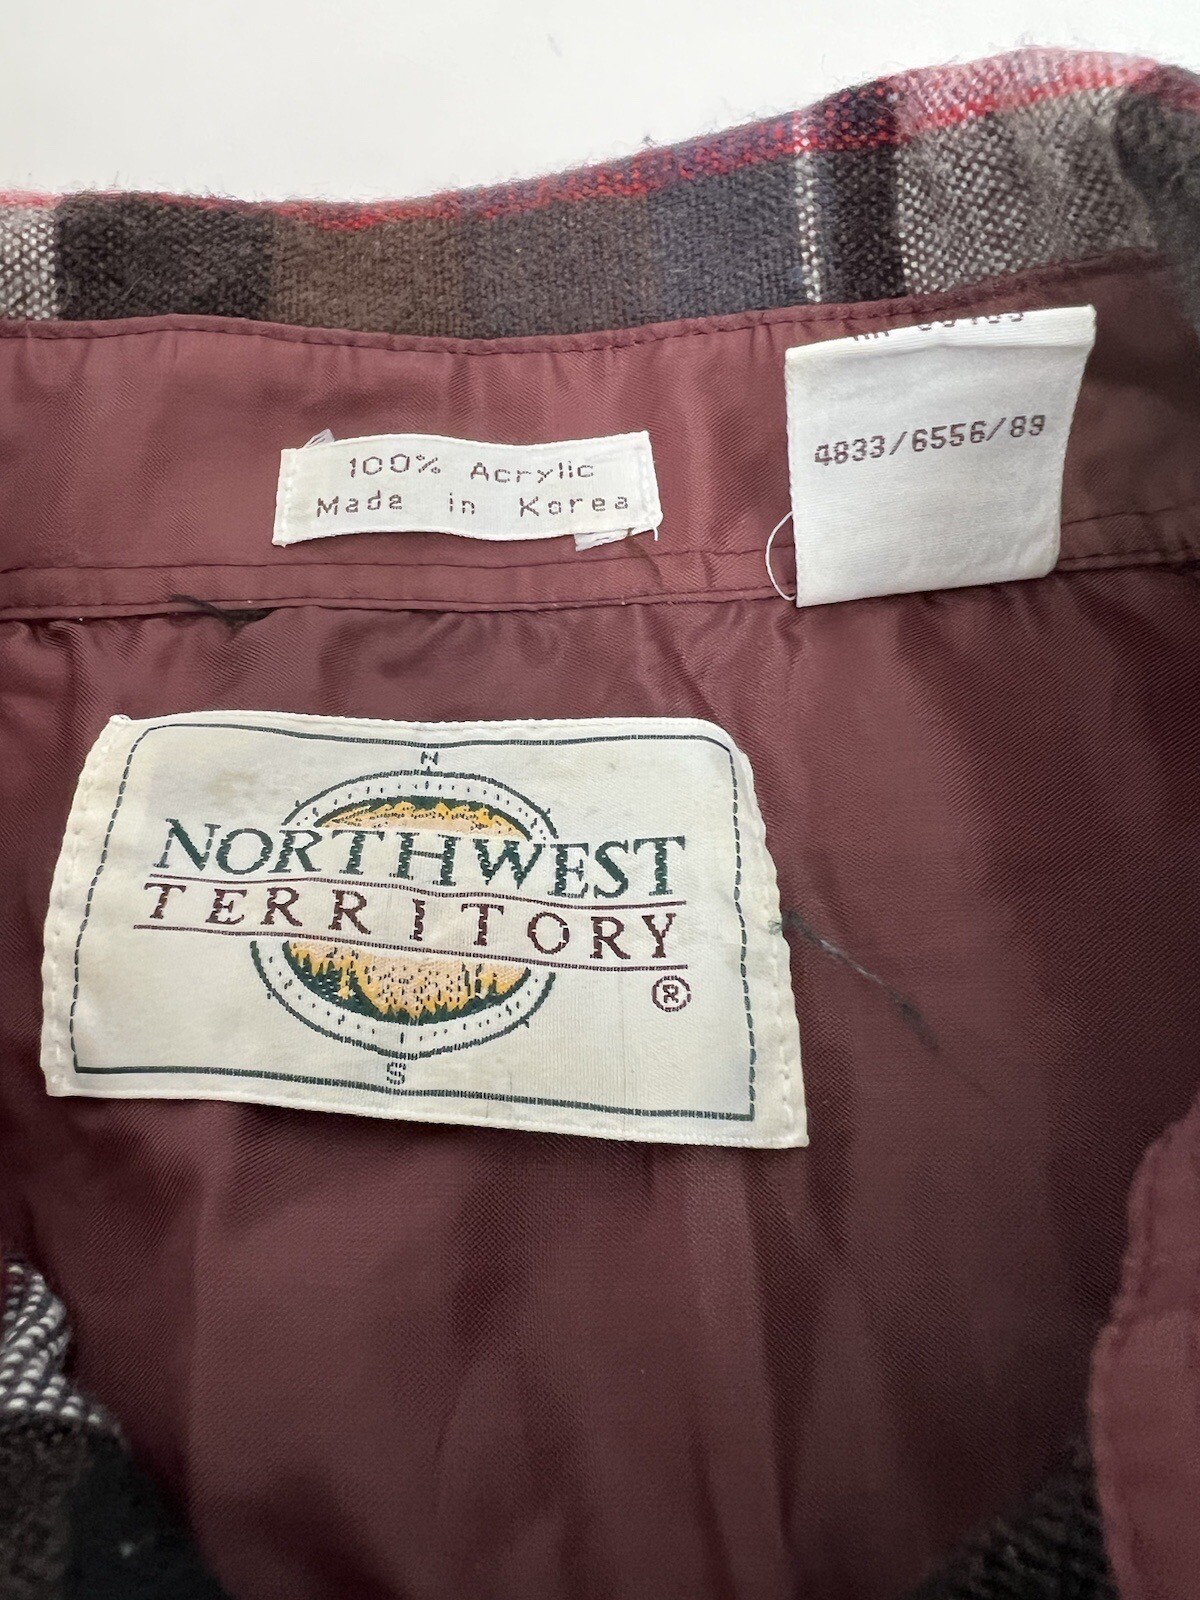 4833/6556/89
100% Acrylic
Made in Korea
N
NORTHWEST
TERRITORY
®
S